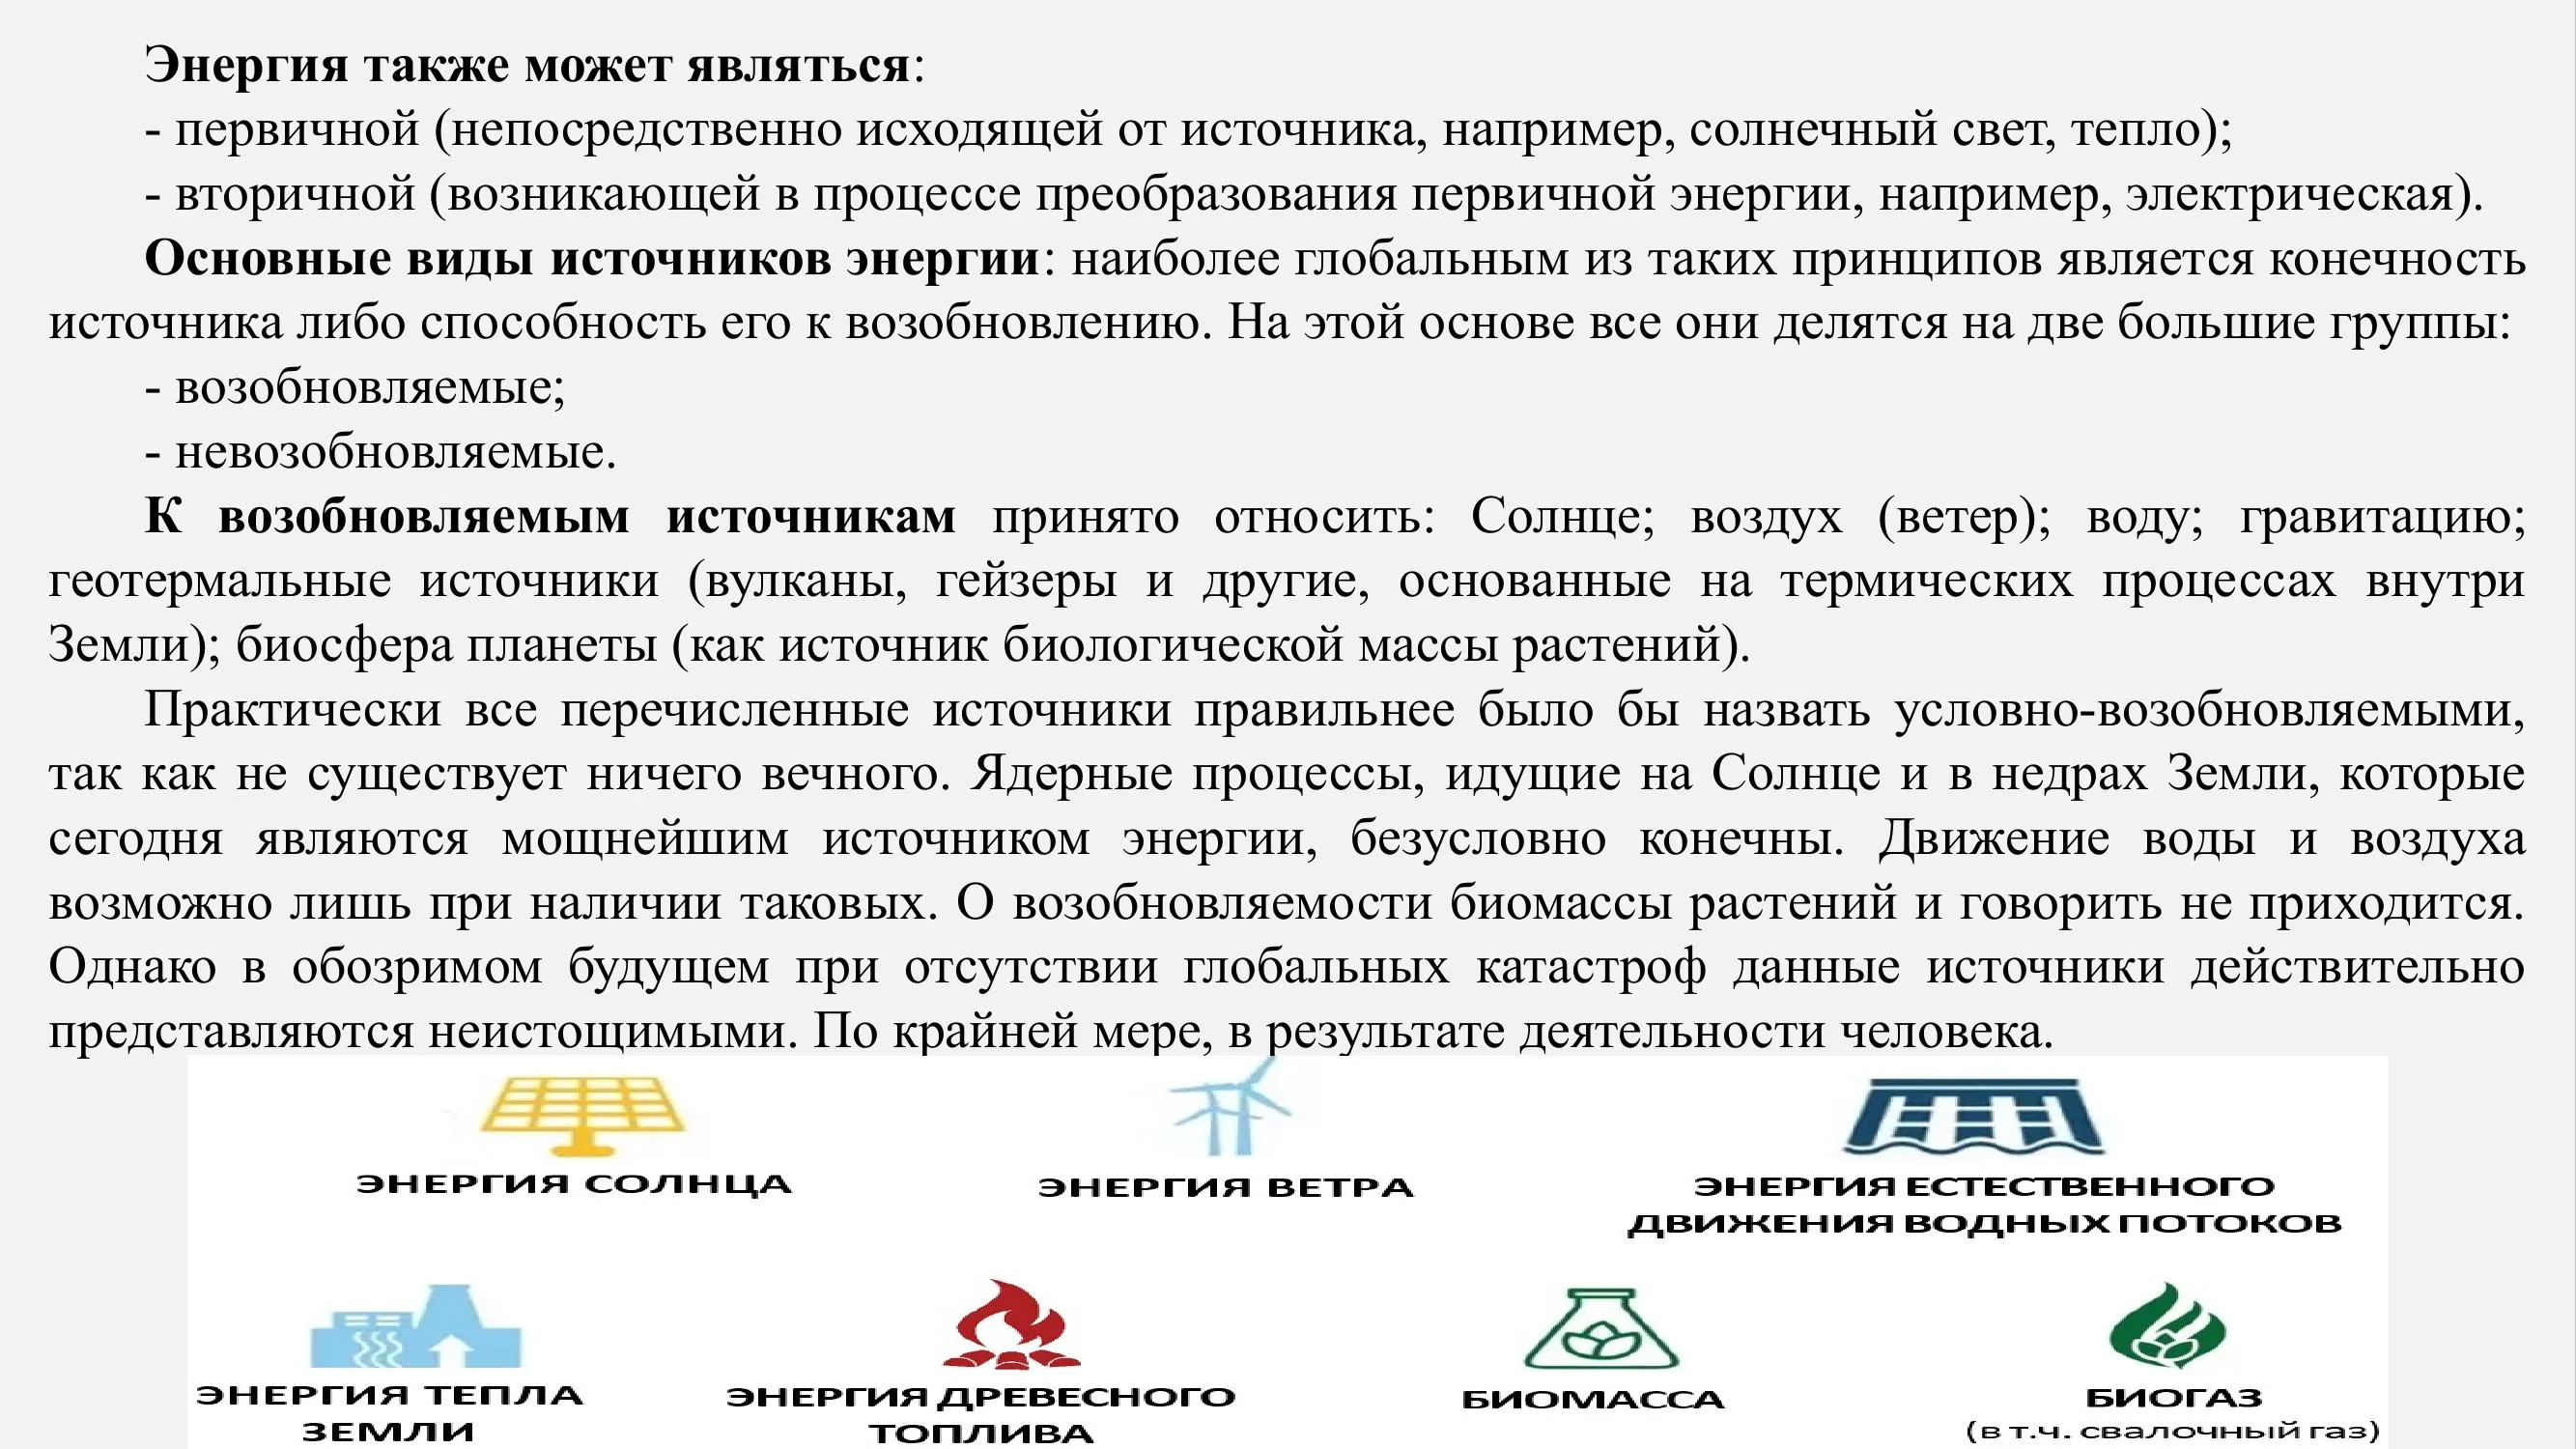 Энергия также может являться:
- первичной (непосредственно исходящей от источника, например, солнечный свет, тепло);
- вторичной (возникающей в процессе преобразования первичной энергии, например, электрическая).
Основные виды источников энергии: наиболее глобальным из таких принципов является конечность
источника либо способность его к возобновлению. На этой основе все они делятся на две большие группы:
- возобновляемые;
- невозобновляемые.
К возобновляемым источникам принято относить: Солнце; воздух (ветер); воду; гравитацию;
геотермальные источники (вулканы, гейзеры и другие, основанные на термических процессах внутри
Земли); биосфера планеты (как источник биологической массы растений).
Практически все перечисленные источники правильнее было бы назвать условно-возобновляемыми,
так как не существует ничего вечного. Ядерные процессы, идущие на Солнце и в недрах Земли, которые
сегодня являются мощнейшим источником энергии, безусловно конечны. Движение воды и воздуха
возможно лишь при наличии таковых. О возобновляемости биомассы растений и говорить не приходится.
Однако в обозримом будущем при отсутствии глобальных катастроф данные источники действительно
представляются неистощимыми. По крайней мере, в результате деятельности человека.
ЭНЕРГИЯ СОЛНЦА
ЭНЕРГИЯ ВЕТРА
ЭНЕРГИЯ ЕСТЕСТВЕННОГО
ДВИЖЕНИЯ ВОДНЫХ ПОТОКОВ
ЭНЕРГИЯ ТЕПЛА
ЗЕМЛИ
ЭНЕРГИЯ ДРЕВЕСНОГО
ТОПЛИВА
БИОМАССА
БИОГАЗ
(в т.ч. свалочный газ)